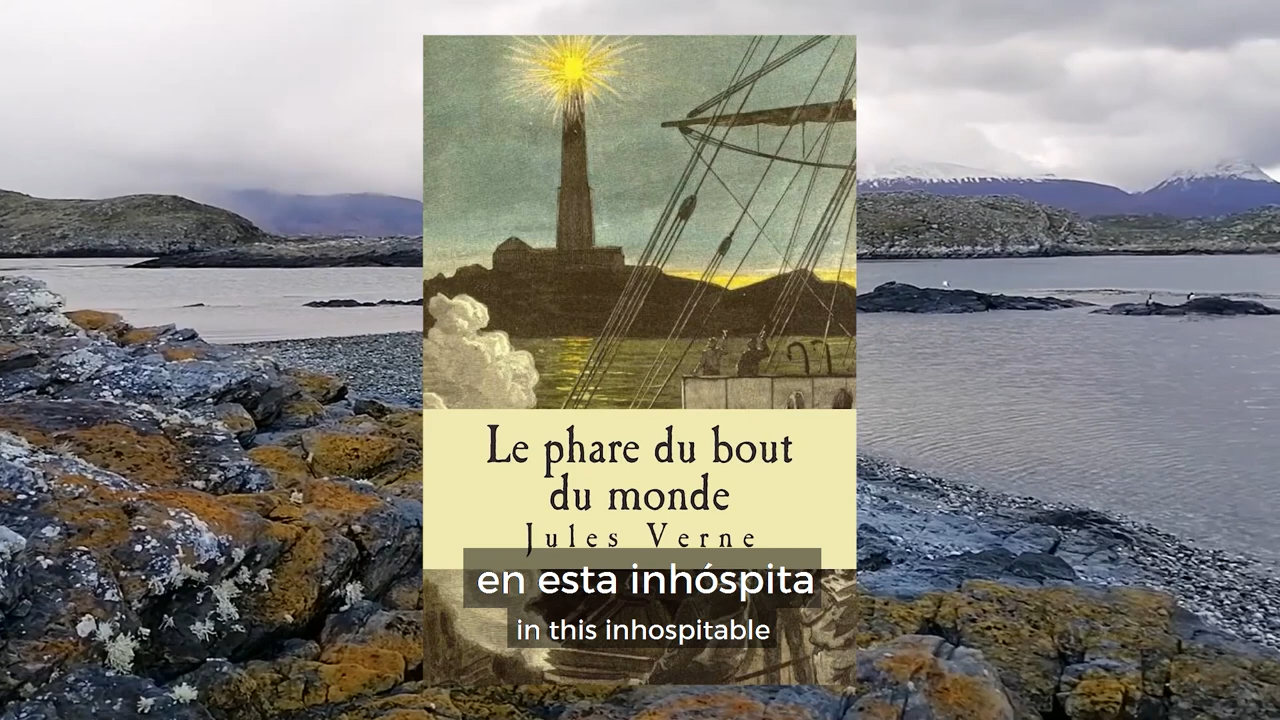 Le phare du bout
du monde
Jules Verne
en esta inhóspita
in this inhospitable